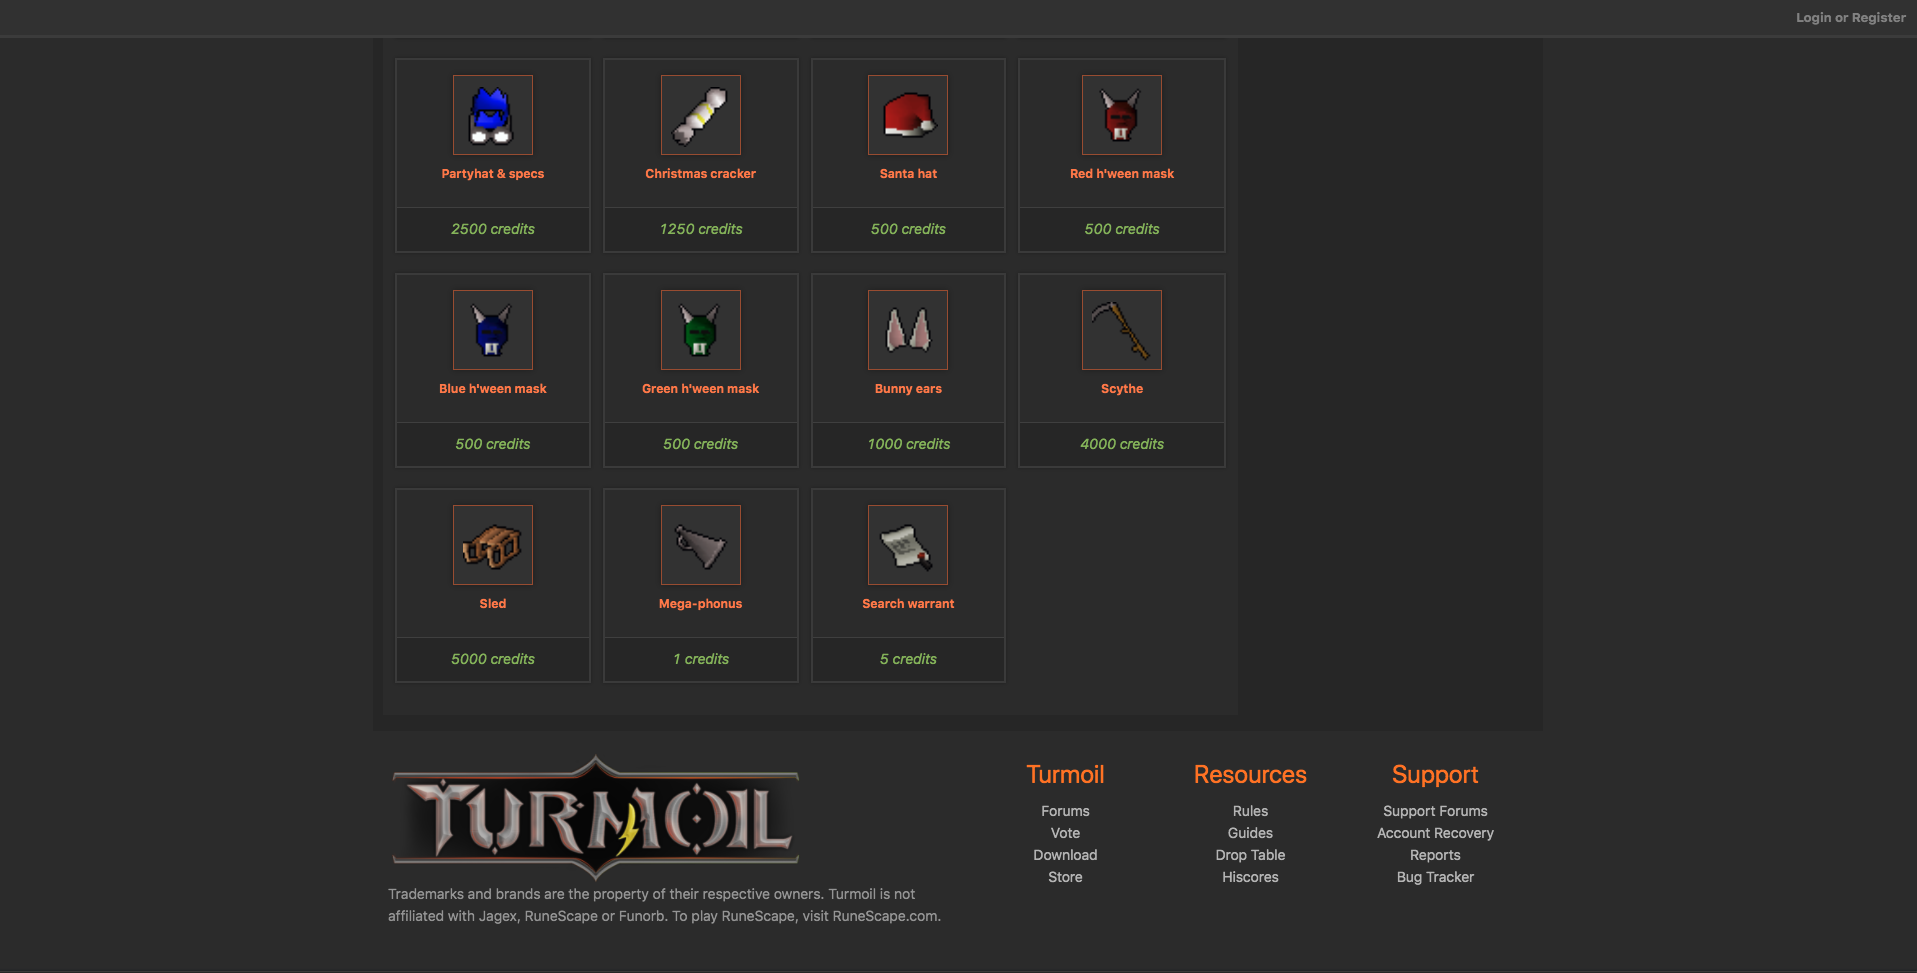 Login or Register
Partyhat & specs
Christmas cracker
Santa hat
Red h'ween mask
2500 credits
1250 credits
500 credits
500 credits
Blue h'ween mask
Green h'ween mask
Bunny ears
Scythe
500 credits
500 credits
1000 credits
4000 credits
Sled
Mega-phonus
Search warrant
5000 credits
1 credits
5 credits
TURMOIL
Trademarks and brands are the property of their respective owners. Turmoil is not
affiliated with Jagex, RuneScape or Funorb. To play RuneScape, visit RuneScape.com.
Turmoil
Forums
Vote
Download
Store
Resources
Rules
Guides
Drop Table
Hiscores
Support
Support Forums
Account Recovery
Reports
Bug Tracker